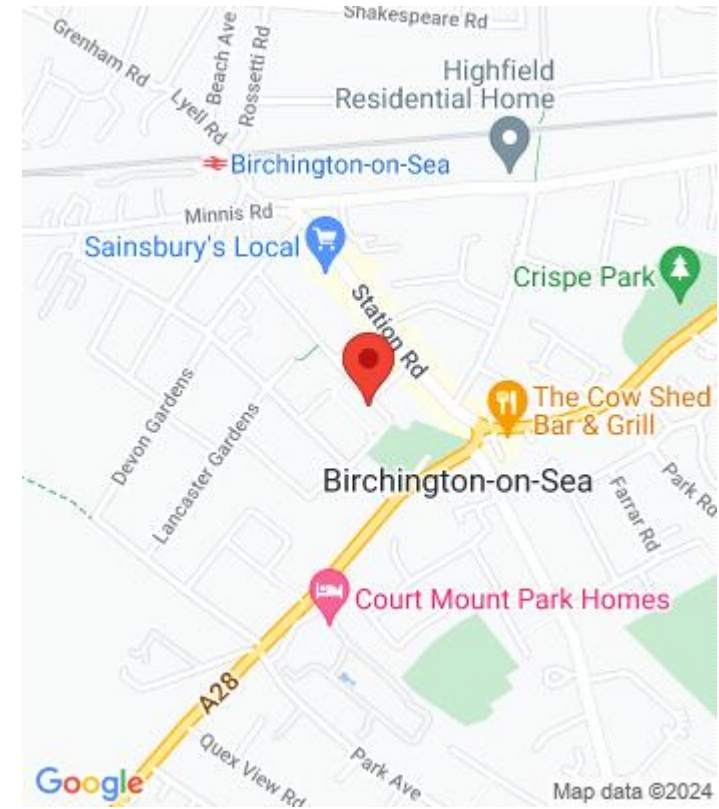 Shakespeare Rd
Grenham Rd
Beach Ave
Rossetti Rd
Lyell Rd
Highfield
Residential Home
Birchington-on-Sea
Minnis Rd
Sainsbury's Local
Crispe Park
Station Rd
The Cow Shed
Bar & Grill
Devon Gardens
Lancaster Gardens
Birchington-on-Sea
Park Rd
Farrar Rd
Court Mount Park Homes
A28
Quex View Rd
Park Ave
Google
Map data ©2024